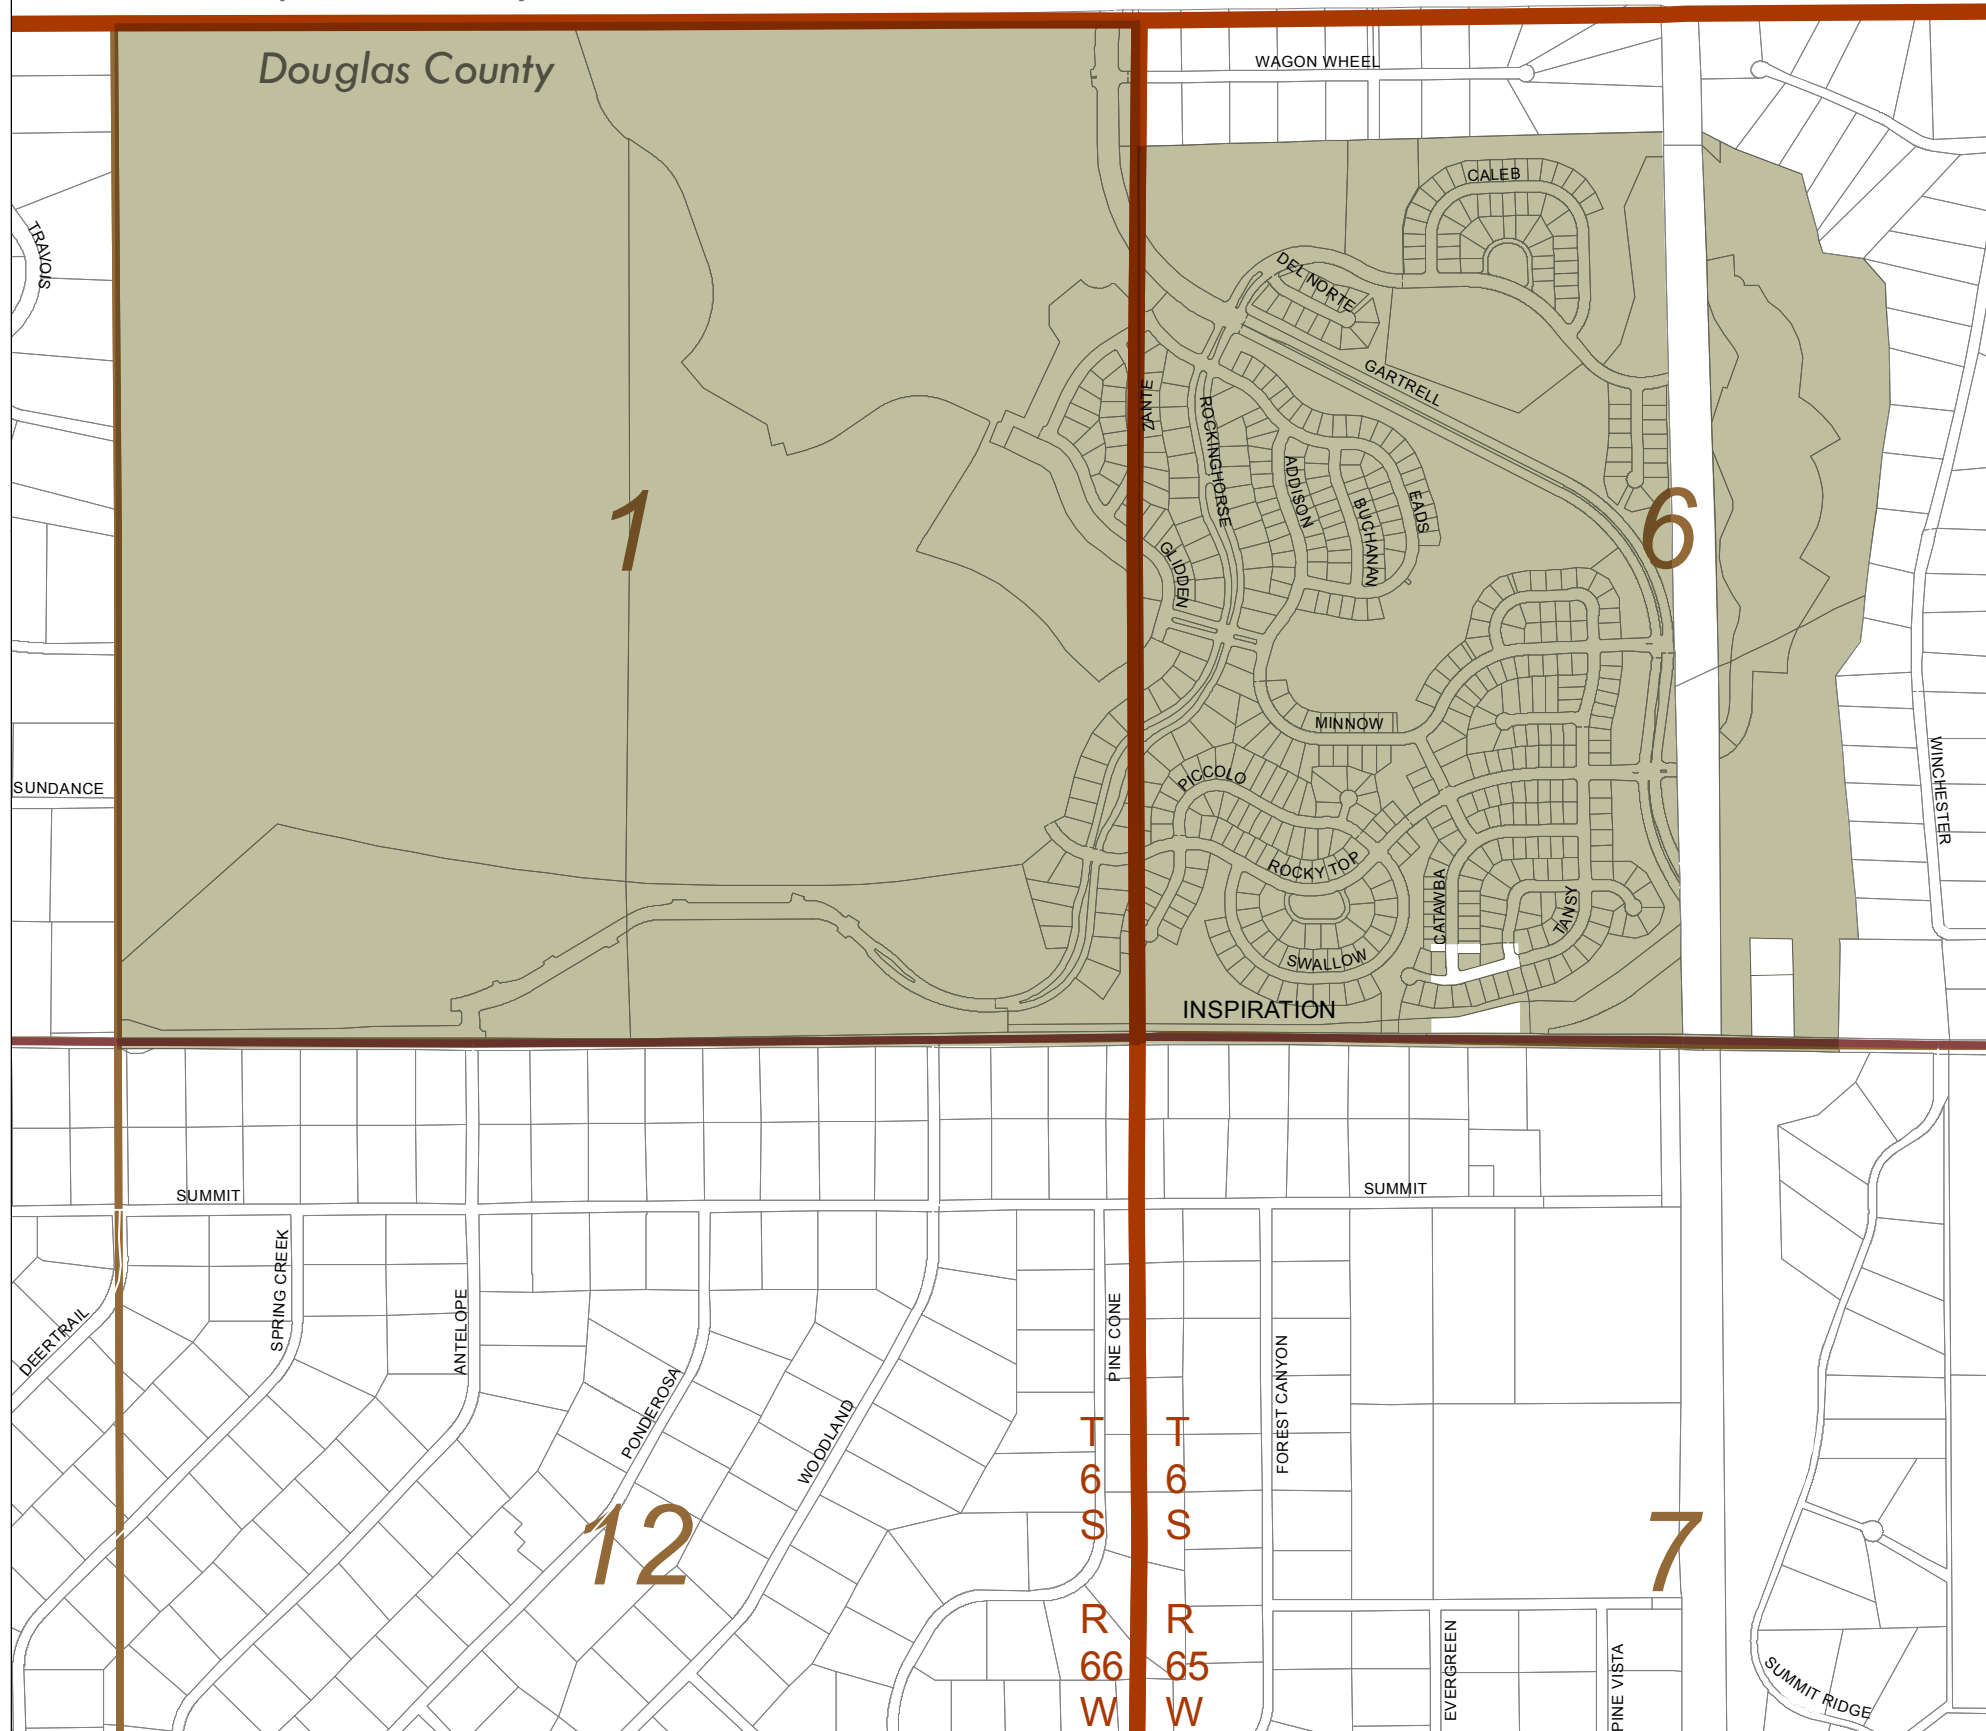 Douglas County
WAGON WHEEL
CALEB
TRAVOIS
DEL NORTE
GARTRELL
ZANTE
ROCKINGHORSE
ADDISON
BUCHANAN
EADS
1
6
GLIDDEN
MINNOW
PICCOLO
SUNDANCE
WINCHESTER
ROCKY TOP
CATAWBA
TANSY
SWALLOW
INSPIRATION
SUMMIT
SUMMIT
SPRING CREEK
ANTELOPE
DEERTRAIL
PINE CONE
FOREST CANYON
PONDEROSA
WOODLAND
T
6
S
R
66
W
T
6
S
R
65
W
12
7
EVERGREEN
PINE VISTA
SUMMIT RIDGE